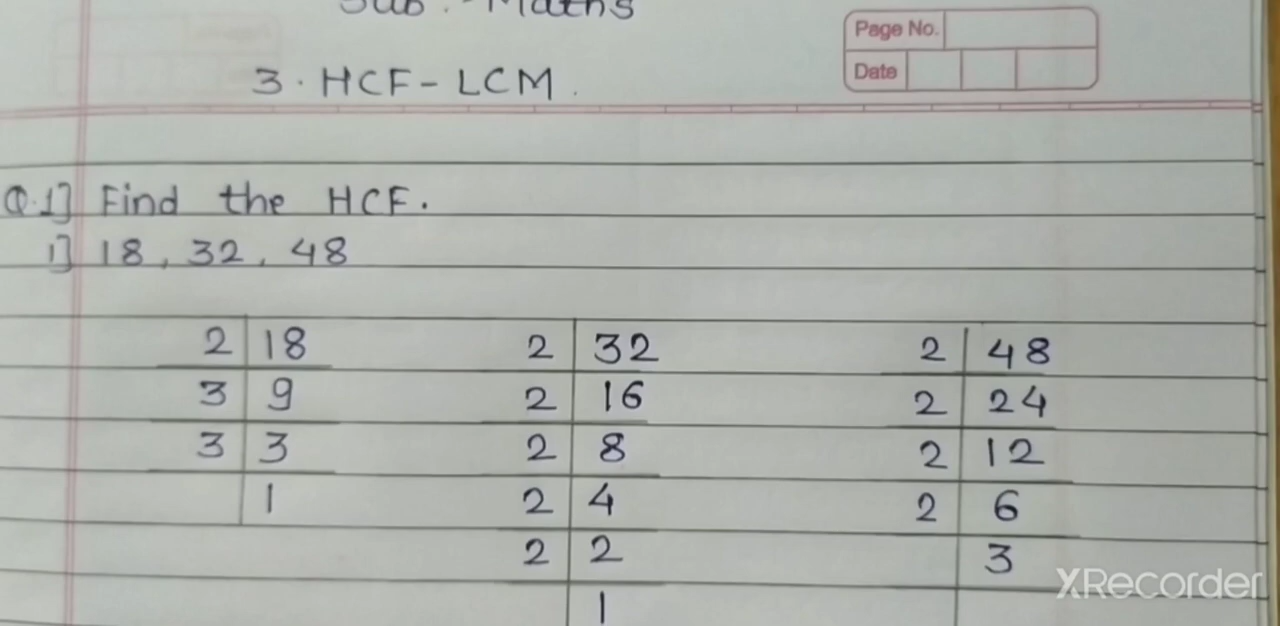 Sub. - Maths
Page No.
Date
3. HCF - LCM.
Q.1] Find the HCF.
i] 18, 32, 48
2 | 18   2 | 32   2 | 48
3 | 9   2 | 16   2 | 24
3 | 3   2 | 8   2 | 12
| 1   2 | 4   2 | 6
2 | 2   | 3
| 1
XRecorder